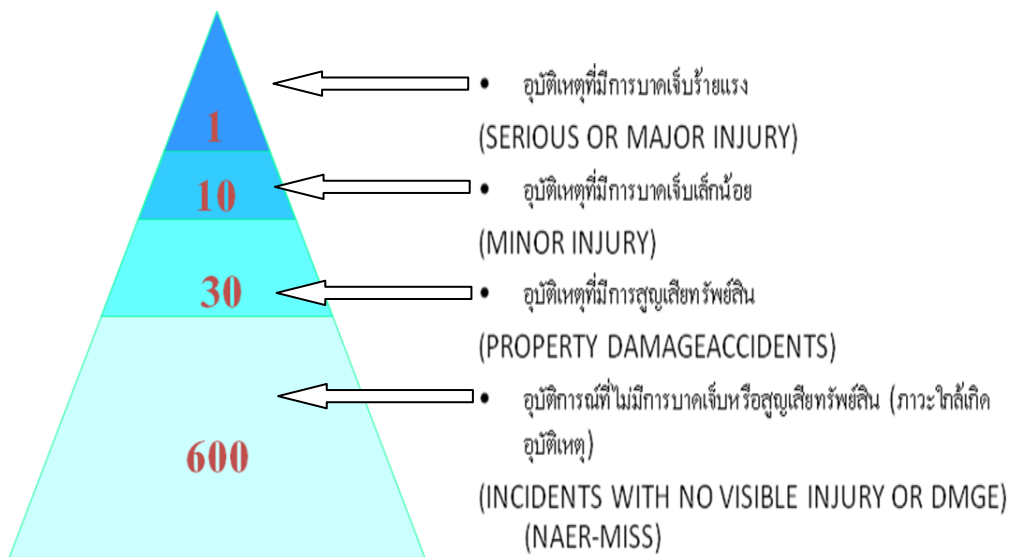 1
• อุบัติเหตุที่มีการบาดเจ็บร้ายแรง
(SERIOUS OR MAJOR INJURY)
10
• อุบัติเหตุที่มีการบาดเจ็บเล็กน้อย
(MINOR INJURY)
30
• อุบัติเหตุที่มีการสูญเสียทรัพย์สิน
(PROPERTY DAMAGEACCIDENTS)
600
• อุบัติการณ์ที่ไม่มีการบาดเจ็บหรือสูญเสียทรัพย์สิน (ภาวะใกล้เกิด
อุบัติเหตุ)
(INCIDENTS WITH NO VISIBLE INJURY OR DMGE)
(NAER-MISS)